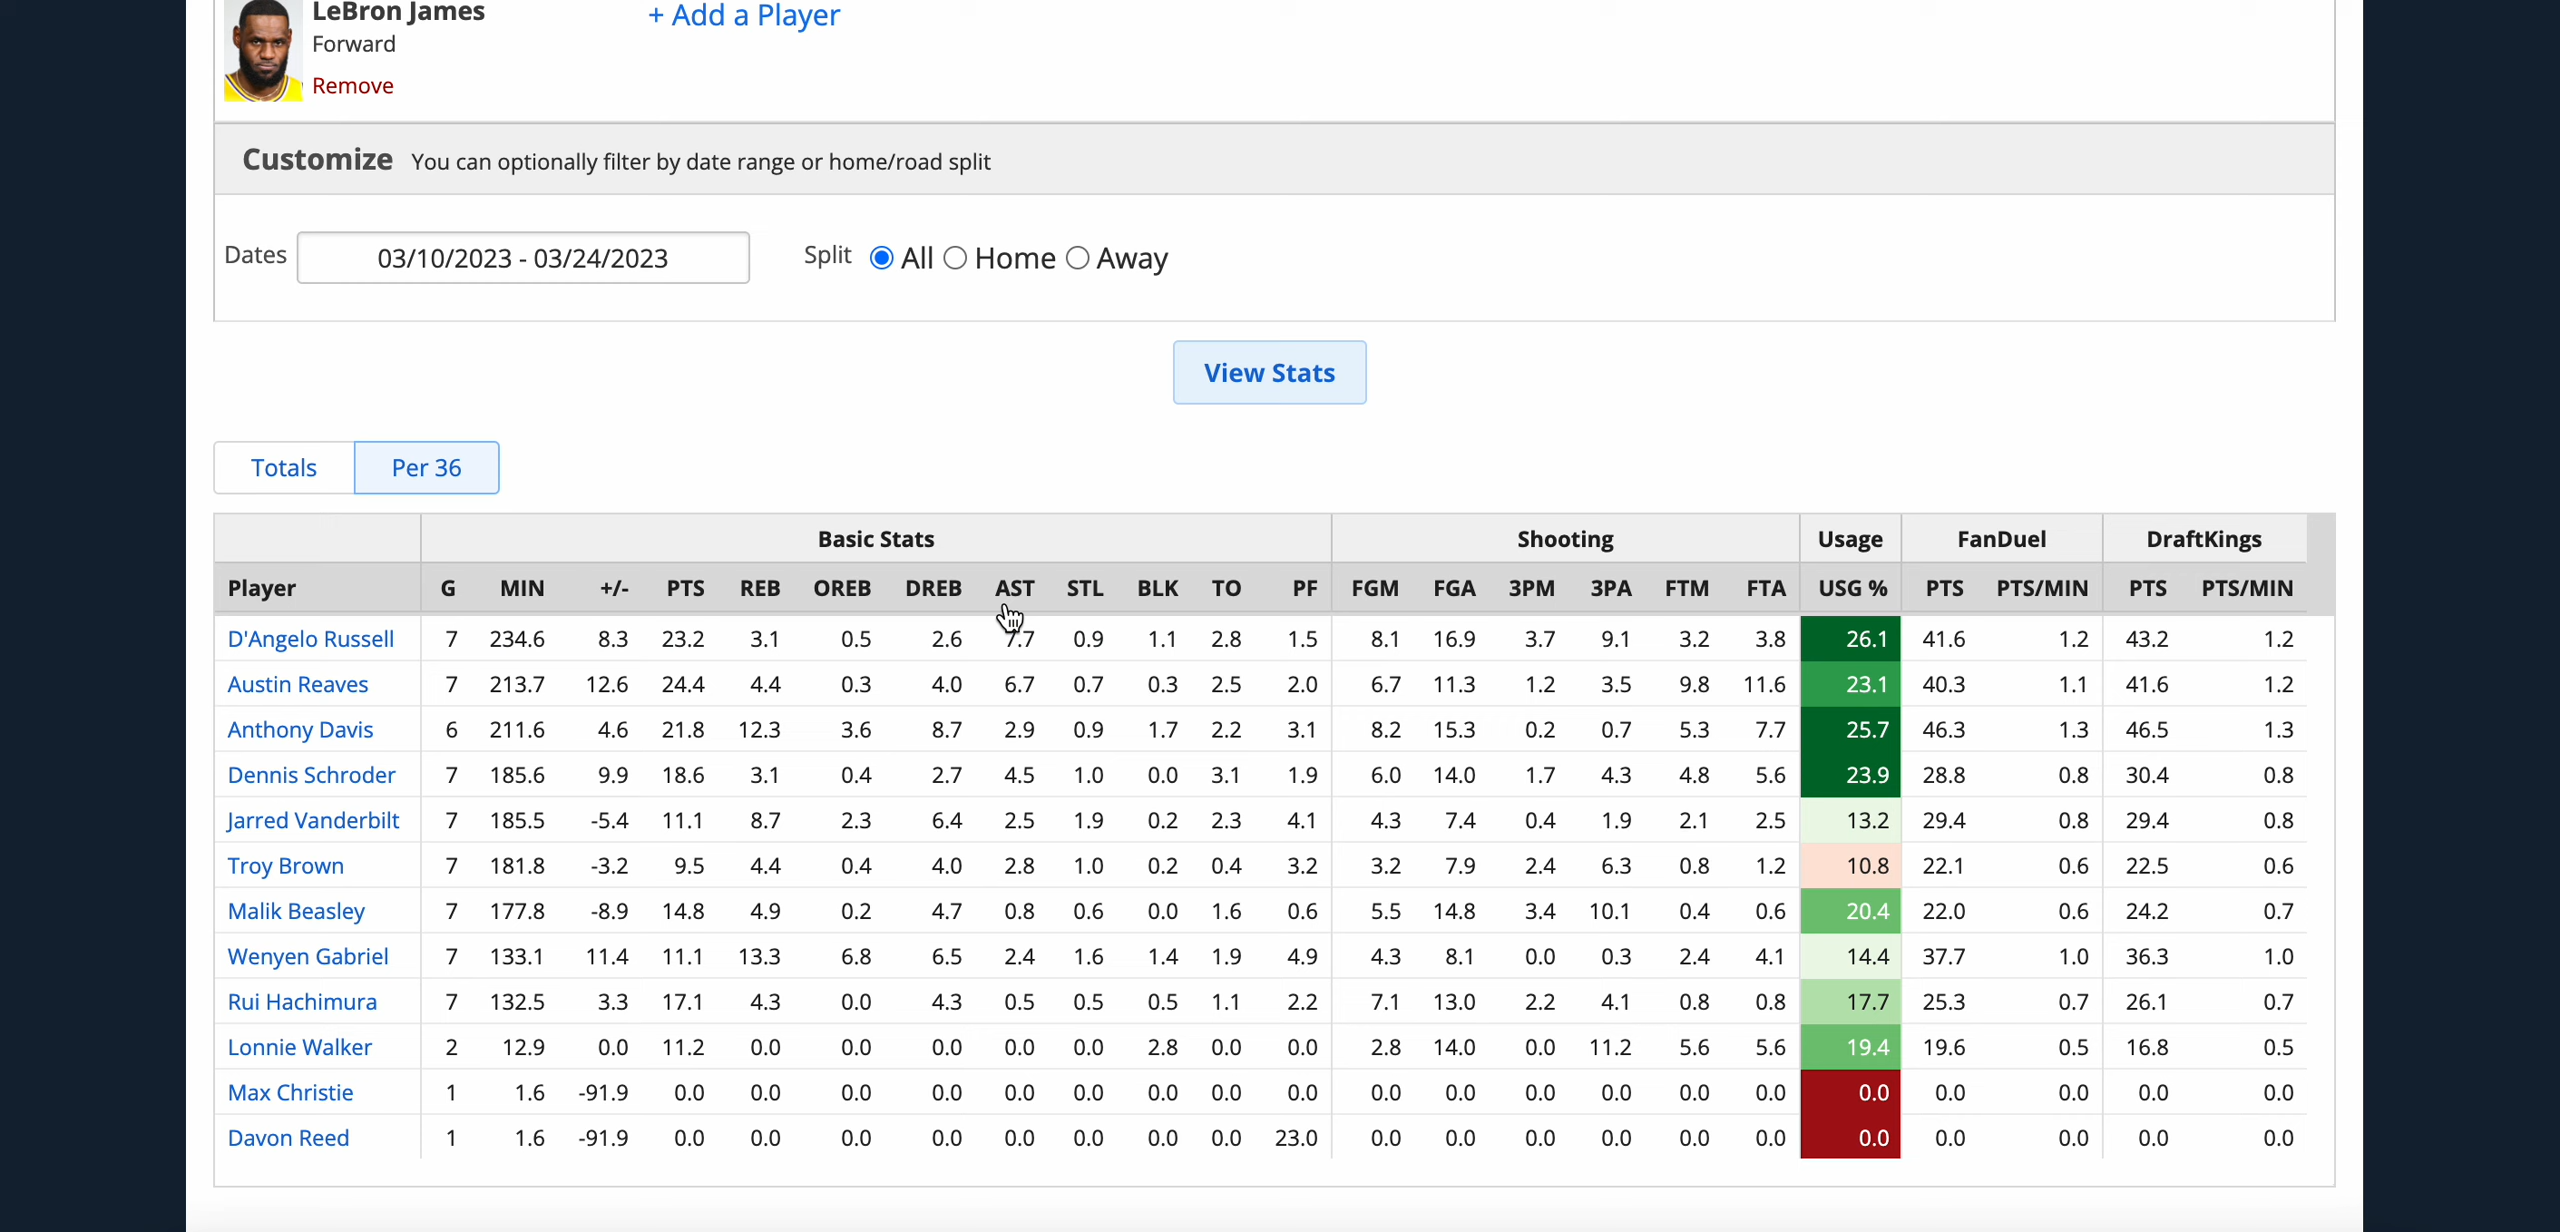 LeBron James
+ Add a Player
Forward
Remove
Customize You can optionally filter by date range or home/road split
Dates 03/10/2023 - 03/24/2023 Split All Home Away
View Stats
Totals Per 36
Basic Stats Shooting Usage FanDuel DraftKings
Player G MIN +/- PTS REB OREB DREB AST STL BLK TO PF FGM FGA 3PM 3PA FTM FTA USG % PTS PTS/MIN PTS PTS/MIN
D'Angelo Russell 7 234.6 8.3 23.2 3.1 0.5 2.6 7.7 0.9 1.1 2.8 1.5 8.1 16.9 3.7 9.1 3.2 3.8 26.1 41.6 1.2 43.2 1.2
Austin Reaves 7 213.7 12.6 24.4 4.4 0.3 4.0 6.7 0.7 0.3 2.5 2.0 6.7 11.3 1.2 3.5 9.8 11.6 23.1 40.3 1.1 41.6 1.2
Anthony Davis 6 211.6 4.6 21.8 12.3 3.6 8.7 2.9 0.9 1.7 2.2 3.1 8.2 15.3 0.2 0.7 5.3 7.7 25.7 46.3 1.3 46.5 1.3
Dennis Schroder 7 185.6 9.9 18.6 3.1 0.4 2.7 4.5 1.0 0.0 3.1 1.9 6.0 14.0 1.7 4.3 4.8 5.6 23.9 28.8 0.8 30.4 0.8
Jarred Vanderbilt 7 185.5 -5.4 11.1 8.7 2.3 6.4 2.5 1.9 0.2 2.3 4.1 4.3 7.4 0.4 1.9 2.1 2.5 13.2 29.4 0.8 29.4 0.8
Troy Brown 7 181.8 -3.2 9.5 4.4 0.4 4.0 2.8 1.0 0.2 0.4 3.2 3.2 7.9 2.4 6.3 0.8 1.2 10.8 22.1 0.6 22.5 0.6
Malik Beasley 7 177.8 -8.9 14.8 4.9 0.2 4.7 0.8 0.6 0.0 1.6 0.6 5.5 14.8 3.4 10.1 0.4 0.6 20.4 22.0 0.6 24.2 0.7
Wenyen Gabriel 7 133.1 11.4 11.1 13.3 6.8 6.5 2.4 1.6 1.4 1.9 4.9 4.3 8.1 0.0 0.3 2.4 4.1 14.4 37.7 1.0 36.3 1.0
Rui Hachimura 7 132.5 3.3 17.1 4.3 0.0 4.3 0.5 0.5 0.5 1.1 2.2 7.1 13.0 2.2 4.1 0.8 0.8 17.7 25.3 0.7 26.1 0.7
Lonnie Walker 2 12.9 0.0 11.2 0.0 0.0 0.0 0.0 0.0 2.8 0.0 0.0 2.8 14.0 0.0 11.2 5.6 5.6 19.4 19.6 0.5 16.8 0.5
Max Christie 1 1.6 -91.9 0.0 0.0 0.0 0.0 0.0 0.0 0.0 0.0 0.0 0.0 0.0 0.0 0.0 0.0 0.0 0.0 0.0 0.0 0.0 0.0
Davon Reed 1 1.6 -91.9 0.0 0.0 0.0 0.0 0.0 0.0 0.0 0.0 23.0 0.0 0.0 0.0 0.0 0.0 0.0 0.0 0.0 0.0 0.0 0.0